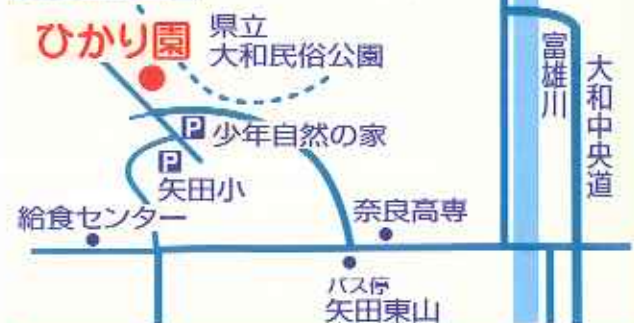 ひかり園
県立
大和民俗公園
富雄川
大和中央道
P 少年自然の家
P
矢田小
給食センター
奈良高専
バス停
矢田東山